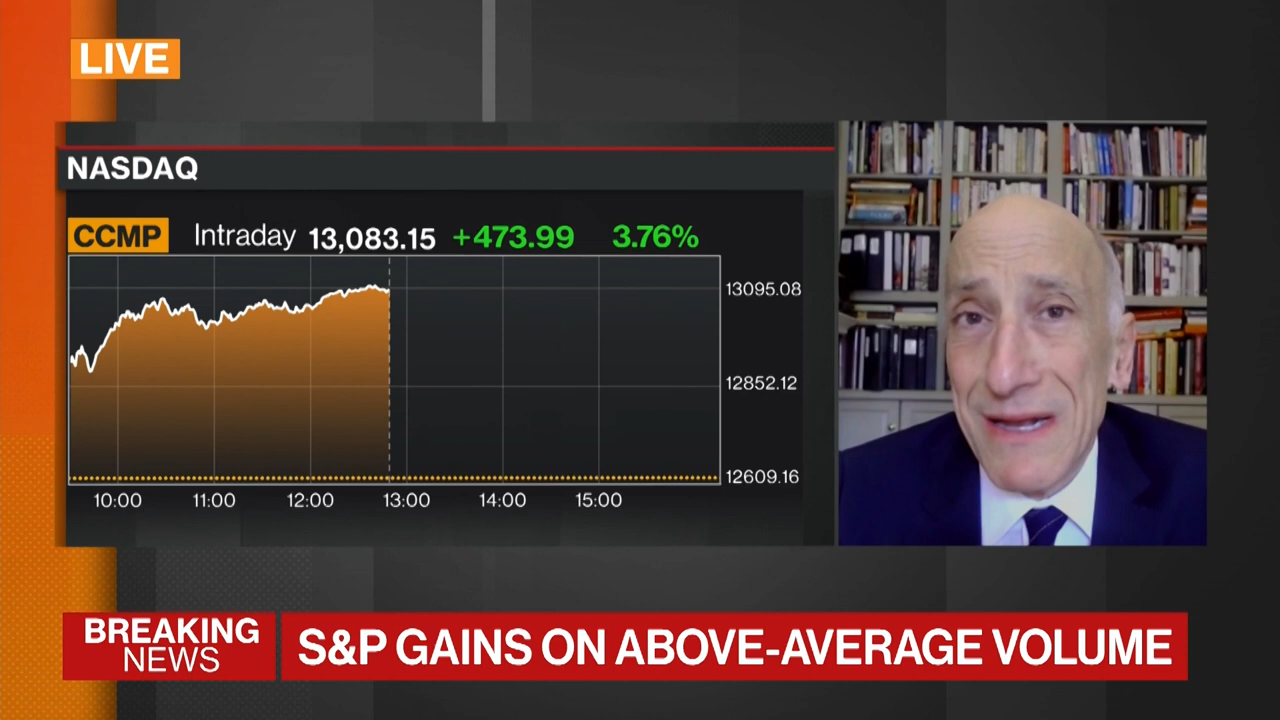 LIVE
NASDAQ
CCMP Intraday 13,083.15 +473.99 3.76%
13095.08
12852.12
12609.16
10:00 11:00 12:00 13:00 14:00 15:00
BREAKING
NEWS
S&P GAINS ON ABOVE-AVERAGE VOLUME